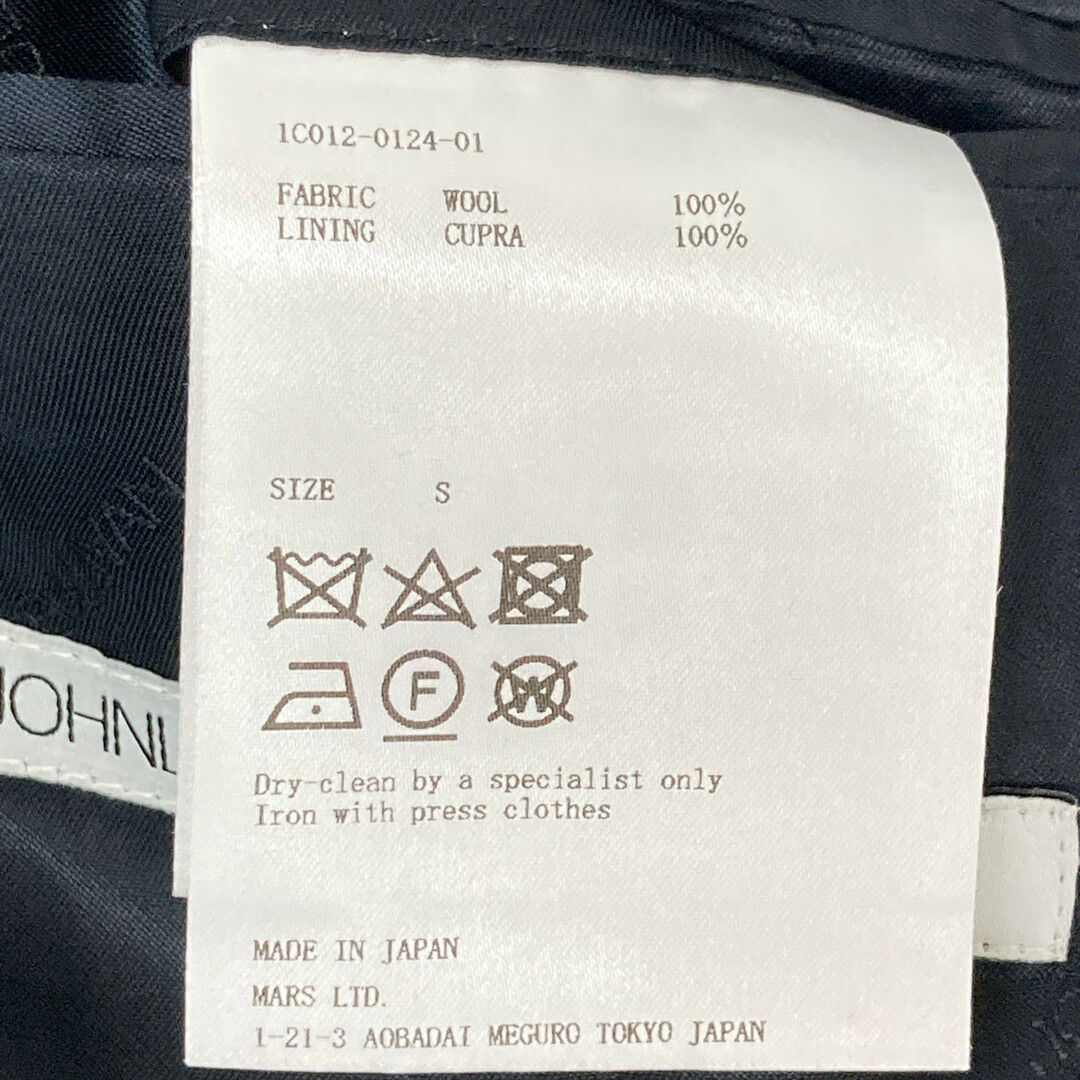 1C012-0124-01
FABRIC WOOL 100%
LINING CUPRA 100%
SIZE S
F
W
JOHNL
Dry-clean by a specialist only
Iron with press clothes
MADE IN JAPAN
MARS LTD.
1-21-3 AOBADAI MEGURO TOKYO JAPAN